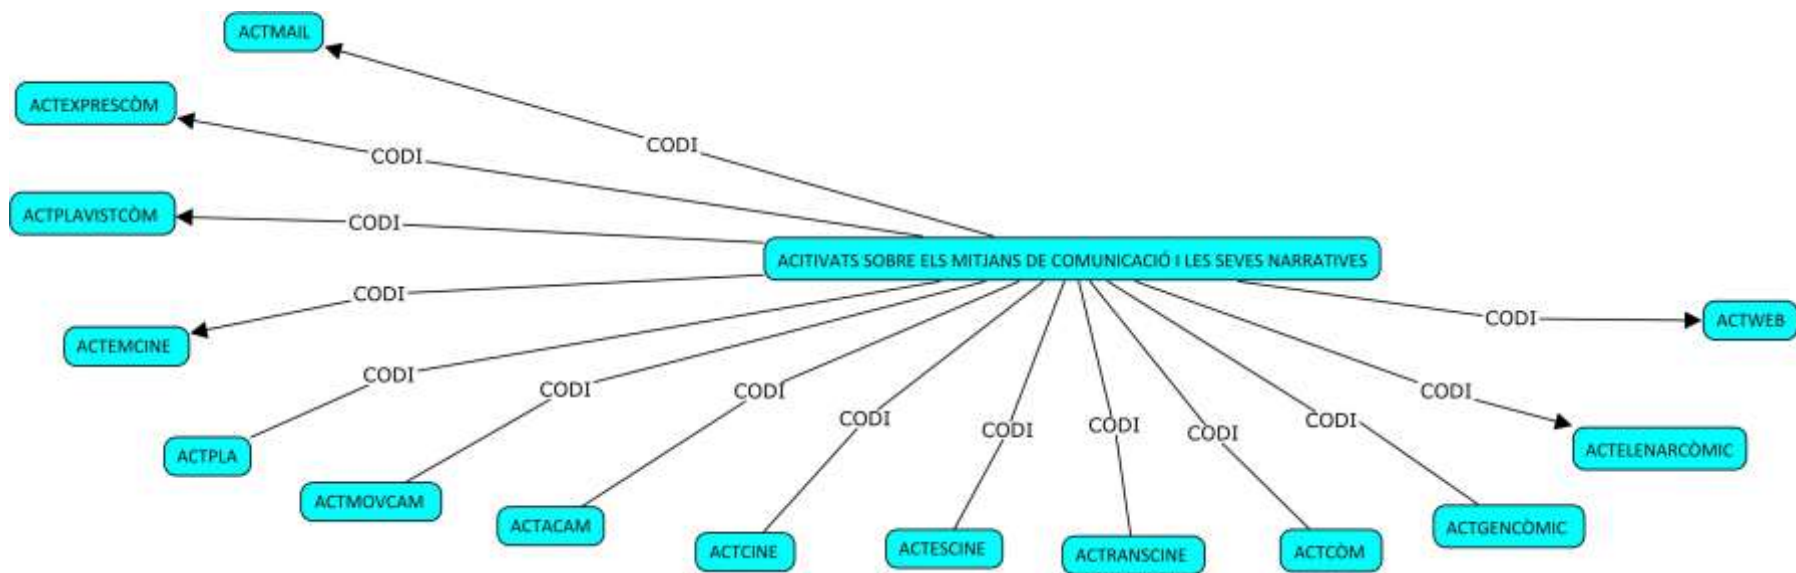 ACTMAIL
ACTEXPRESCÒM
CODI
CODI
ACTPLAVISTCÒM
CODI
ACITIVATS SOBRE ELS MITJANS DE COMUNICACIÓ I LES SEVES NARRATIVES
CODI
ACTEMCINE
CODI
ACTWEB
CODI
CODI
CODI
CODI
CODI
CODI
CODI
CODI
CODI
ACTPLA
ACTELENARCÒMIC
ACTMOVCAM
ACTACAM
ACTGENCÒMIC
ACTCINE
ACTESCINE
ACTRANSCINE
ACTCÒM